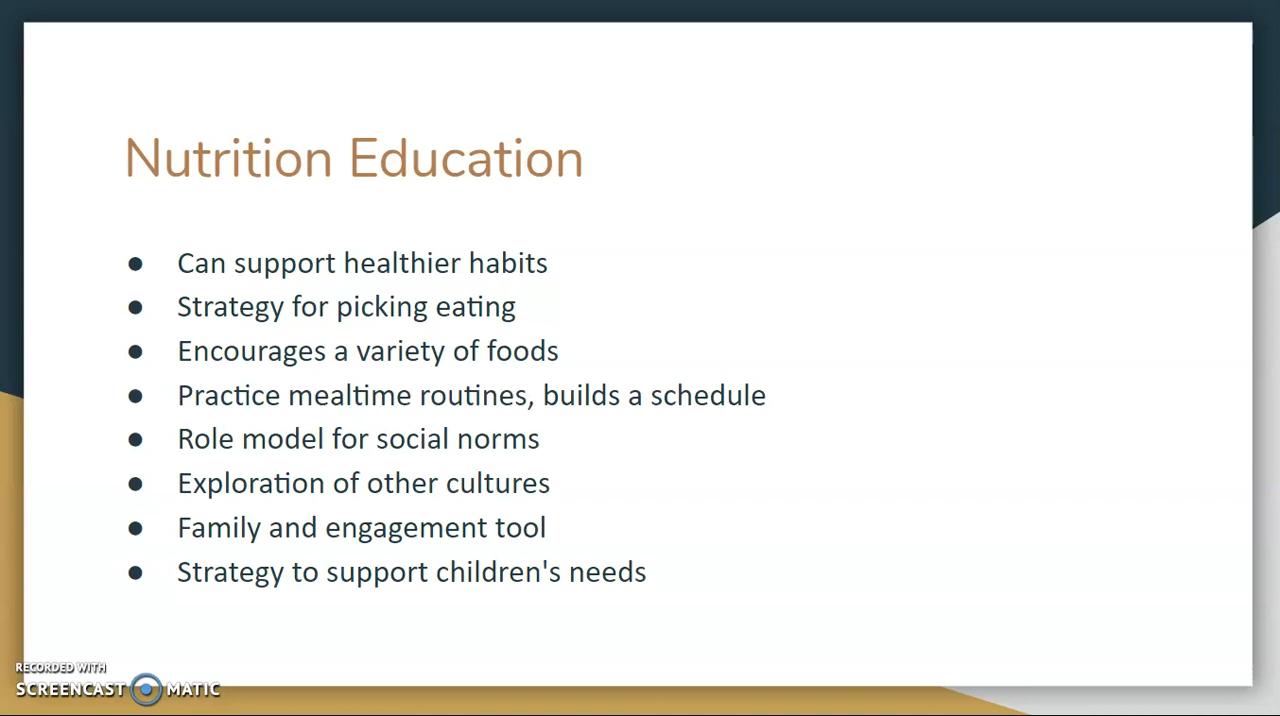 Nutrition Education
● Can support healthier habits
● Strategy for picking eating
● Encourages a variety of foods
● Practice mealtime routines, builds a schedule
● Role model for social norms
● Exploration of other cultures
● Family and engagement tool
● Strategy to support children's needs
RECORDED WITH
SCREENCAST MATIC